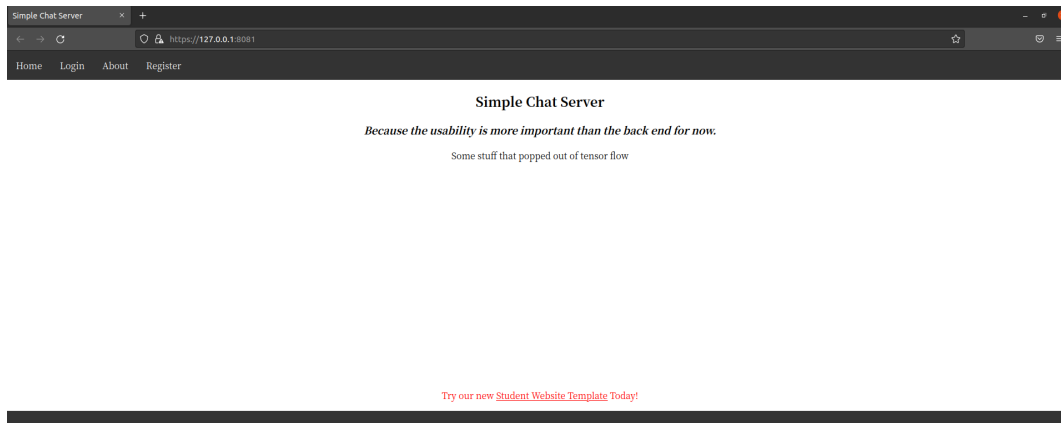 Simple Chat Server
https://127.0.0.1:8081
Home Login About Register
Simple Chat Server
Because the usability is more important than the back end for now.
Some stuff that popped out of tensor flow
Try our new Student Website Template Today!